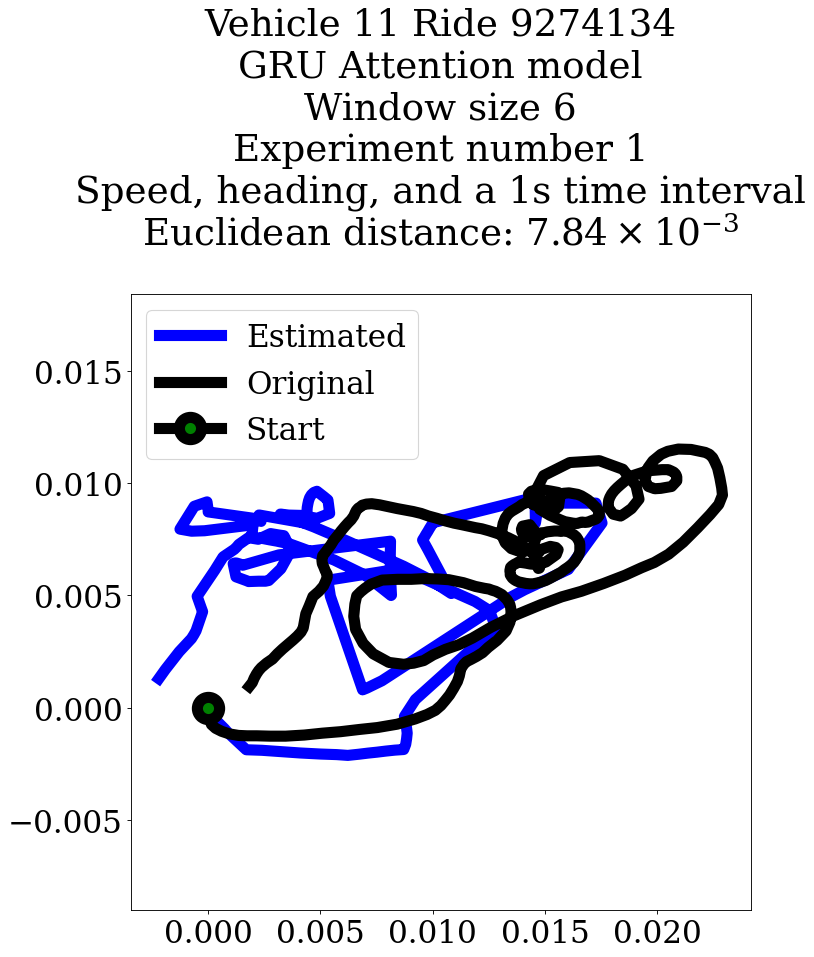 Vehicle 11 Ride 9274134
GRU Attention model
Window size 6
Experiment number 1
Speed, heading, and a 1s time interval
Euclidean distance: 7.84 × 10⁻³
Estimated
Original
Start
0.015
0.010
0.005
0.000
−0.005
0.000 0.005 0.010 0.015 0.020